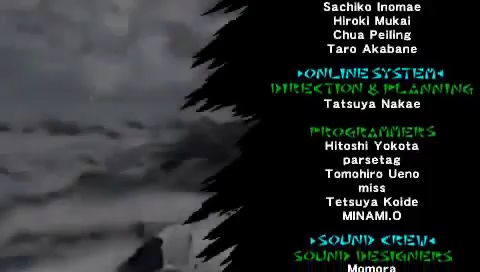 Sachiko Inomae
Hiroki Mukai
Chua Peiling
Taro Akabane
ONLINE SYSTEM
DIRECTION & PLANNING
Tatsuya Nakae
PROGRAMMERS
Hitoshi Yokota
parsetag
Tomohiro Ueno
miss
Tetsuya Koide
MINAMI.O
SOUND CREW
SOUND DESIGNERS
Momora